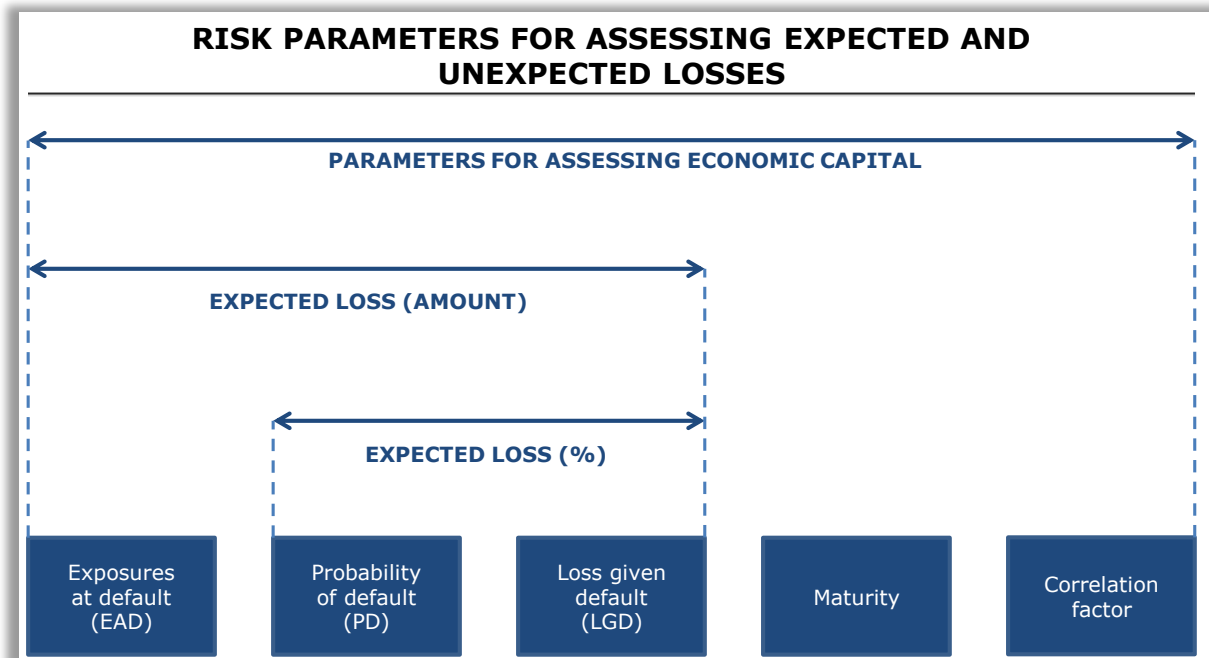 RISK PARAMETERS FOR ASSESSING EXPECTED AND
UNEXPECTED LOSSES
PARAMETERS FOR ASSESSING ECONOMIC CAPITAL
EXPECTED LOSS (AMOUNT)
EXPECTED LOSS (%)
Exposures
at default
(EAD)
Probability
of default
(PD)
Loss given
default
(LGD)
Maturity
Correlation
factor